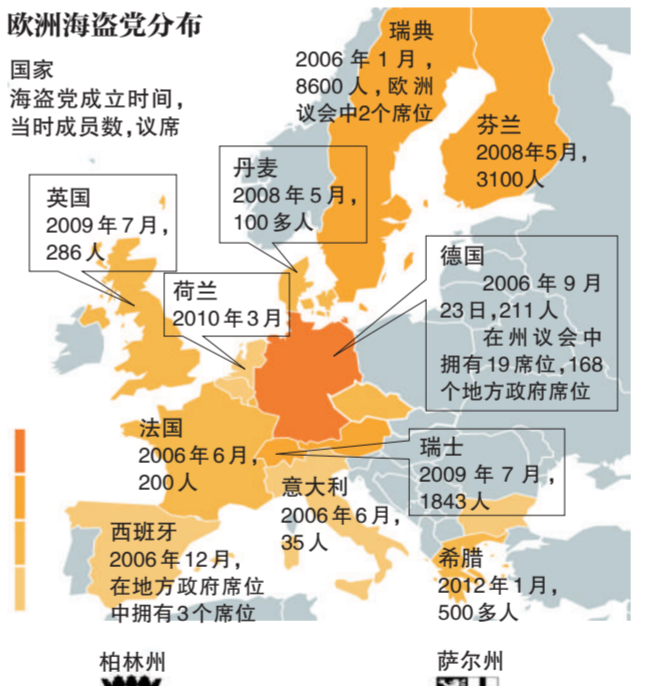 欧洲海盗党分布
国家
海盗党成立时间,
当时成员数,议席
瑞典
2006年1月,
8600人,欧洲
议会中2个席位
芬兰
2008年5月,
3100人
丹麦
2008年5月,
100多人
英国
2009年7月,
286人
荷兰
2010年3月
德国
2006年9月
23日,211人
在州议会中
拥有19席位,168
个地方政府席位
法国
2006年6月,
200人
瑞士
2009年7月,
1843人
意大利
2006年6月,
35人
西班牙
2006年12月,
在地方政府席位
中拥有3个席位
希腊
2012年1月,
500多人
柏林州
萨尔州